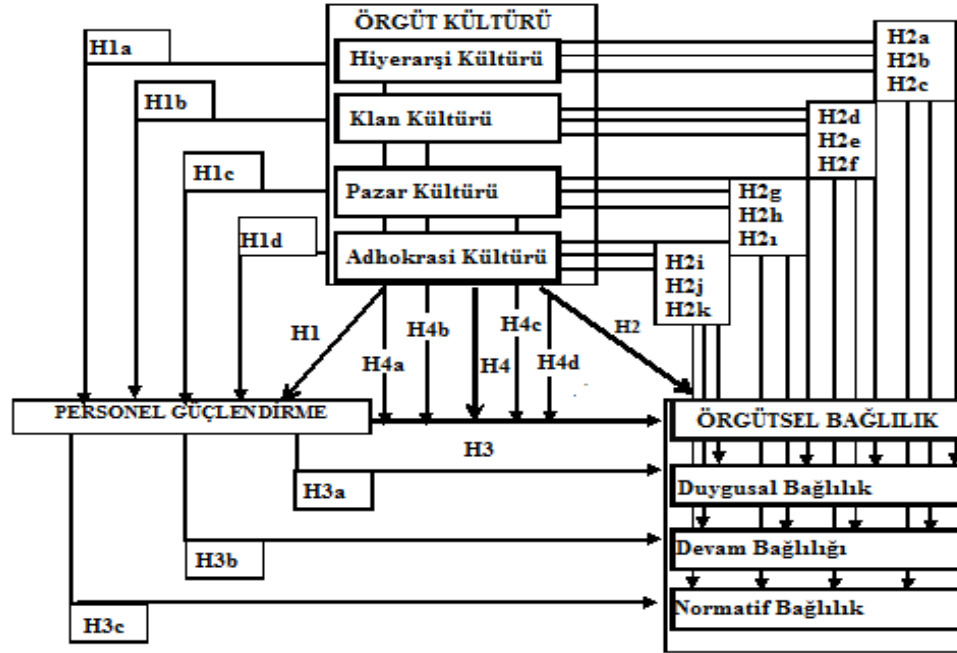 ÖRGÜT KÜLTÜRÜ
Hiyerarşi Kültürü
Klan Kültürü
Pazar Kültürü
Adhokrasi Kültürü
H1a
H1b
H1c
H1d
H2a
H2b
H2c
H2d
H2e
H2f
H2g
H2h
H2ı
H2i
H2j
H2k
H1
H4a
H4b
H4
H4c
H4d
H2
PERSONEL GÜÇLENDİRME
H3
H3a
H3b
H3c
ÖRGÜTSEL BAĞLILIK
Duygusal Bağlılık
Devam Bağlılığı
Normatif Bağlılık